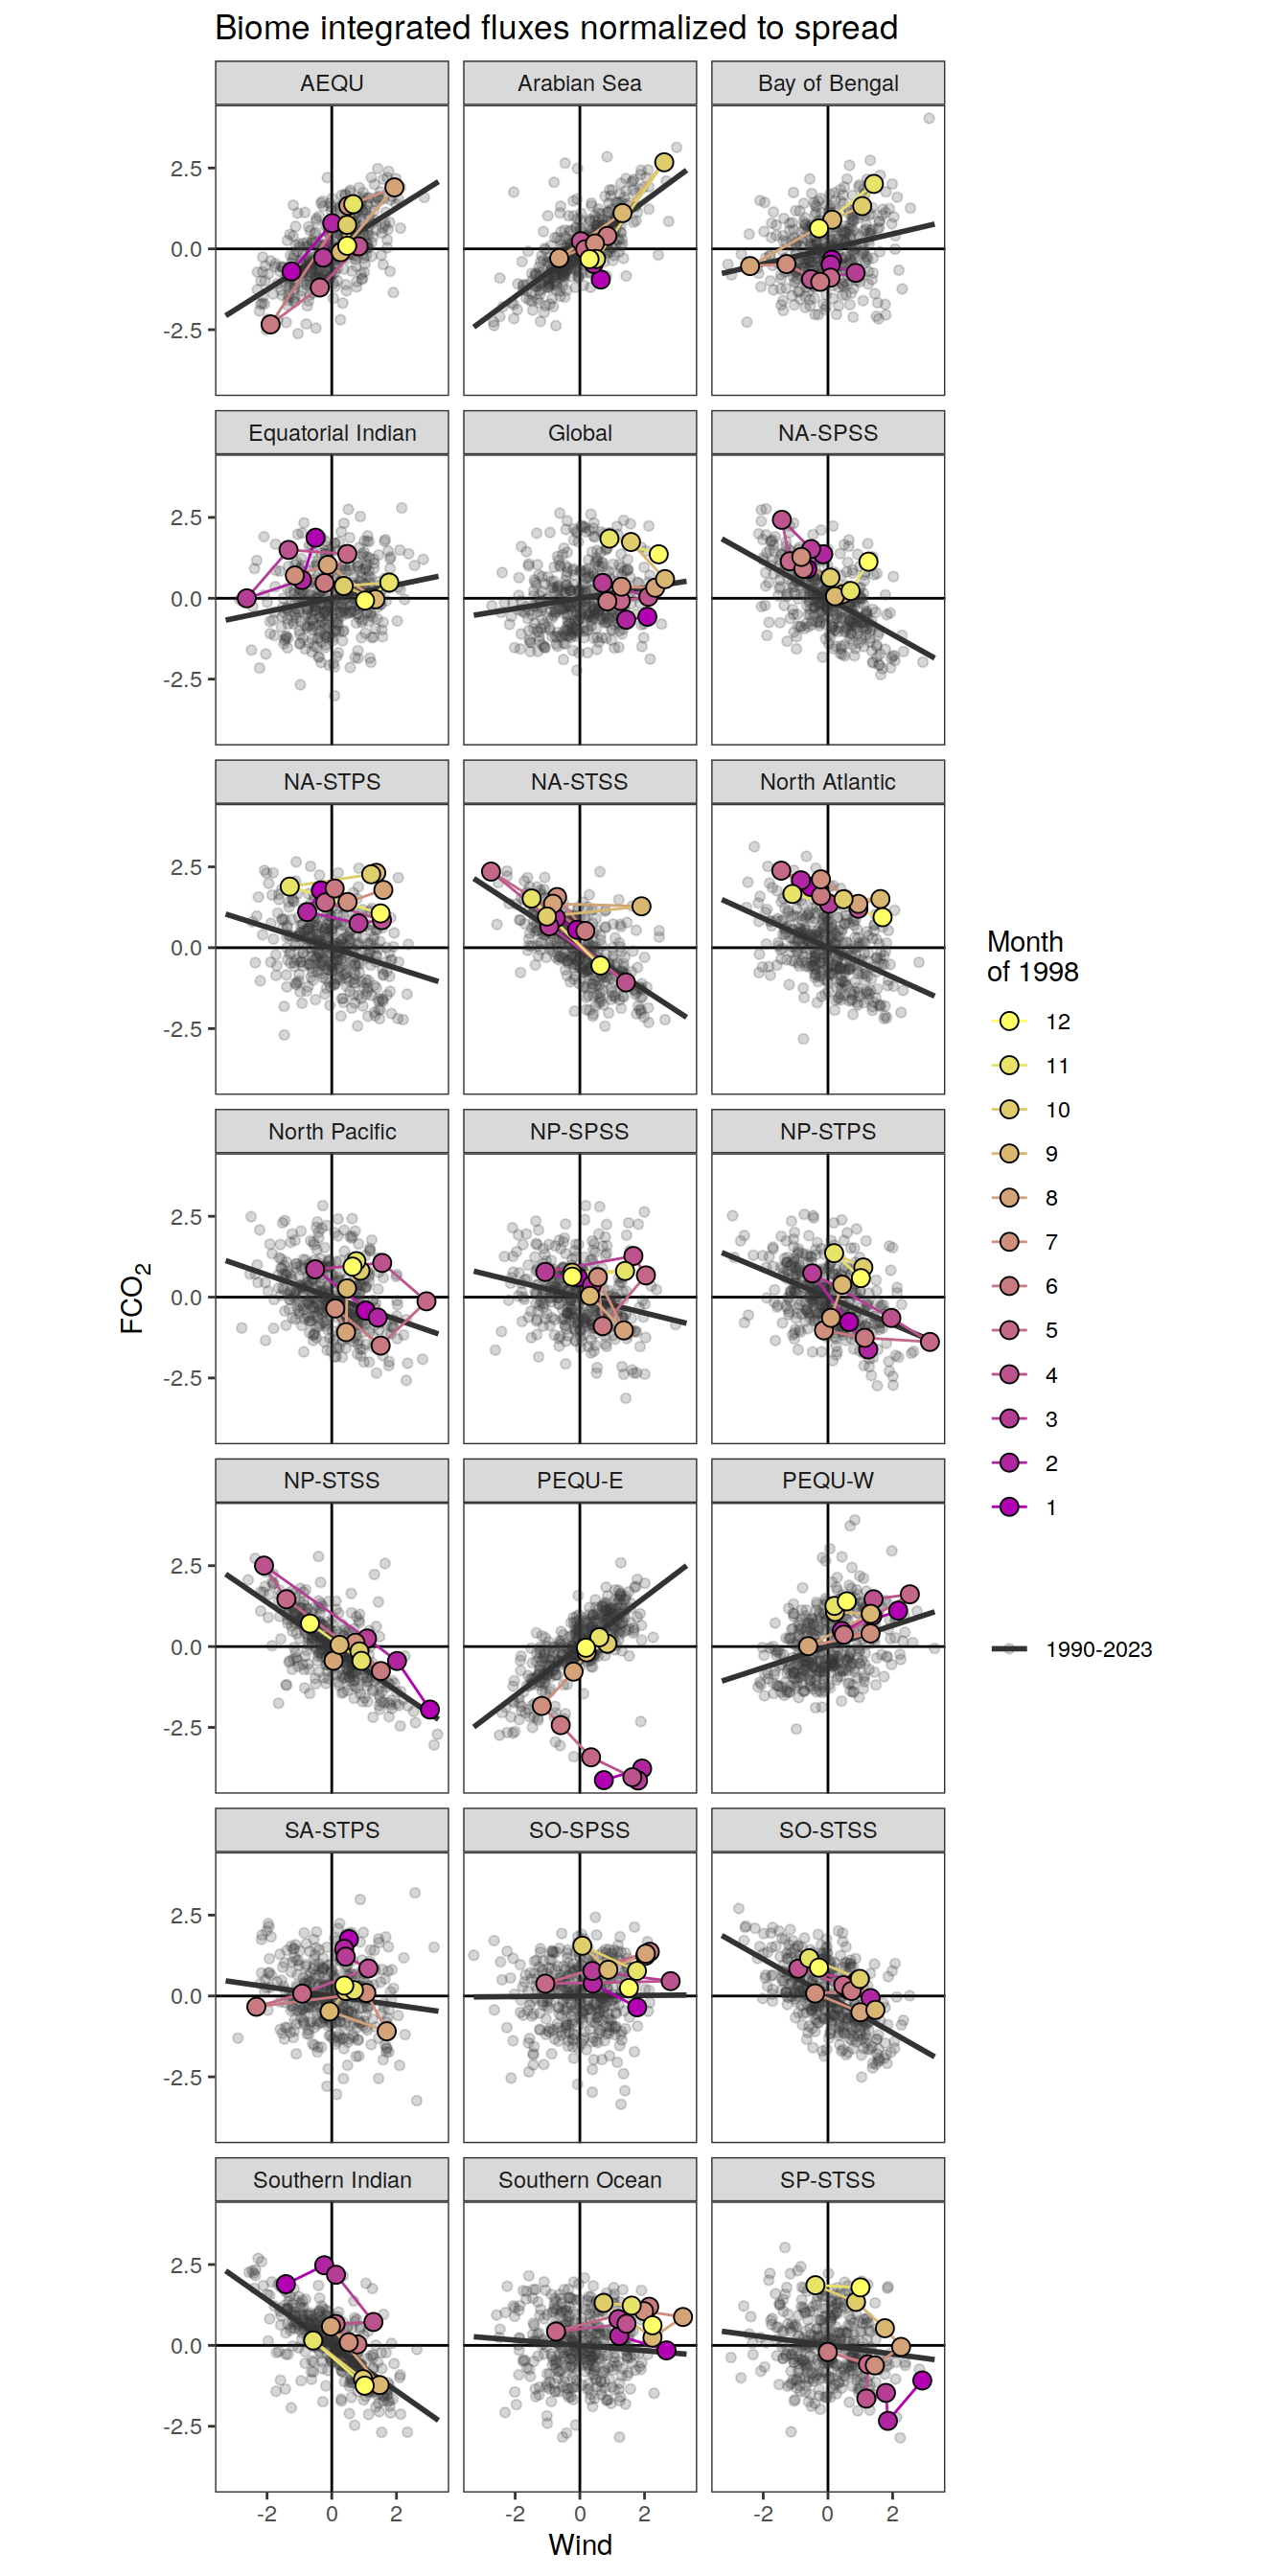 Biome integrated fluxes normalized to spread
AEQU
Arabian Sea
Bay of Bengal
2.5
0.0
-2.5
Equatorial Indian
Global
NA-SPSS
2.5
0.0
-2.5
NA-STPS
NA-STSS
North Atlantic
2.5
0.0
-2.5
North Pacific
NP-SPSS
NP-STPS
2.5
0.0
-2.5
NP-STSS
PEQU-E
PEQU-W
2.5
0.0
-2.5
SA-STPS
SO-SPSS
SO-STSS
2.5
0.0
-2.5
Southern Indian
Southern Ocean
SP-STSS
2.5
0.0
-2.5
-2 0 2
-2 0 2
-2 0 2
Wind
FCO₂
Month
of 1998
12
11
10
9
8
7
6
5
4
3
2
1
1990-2023